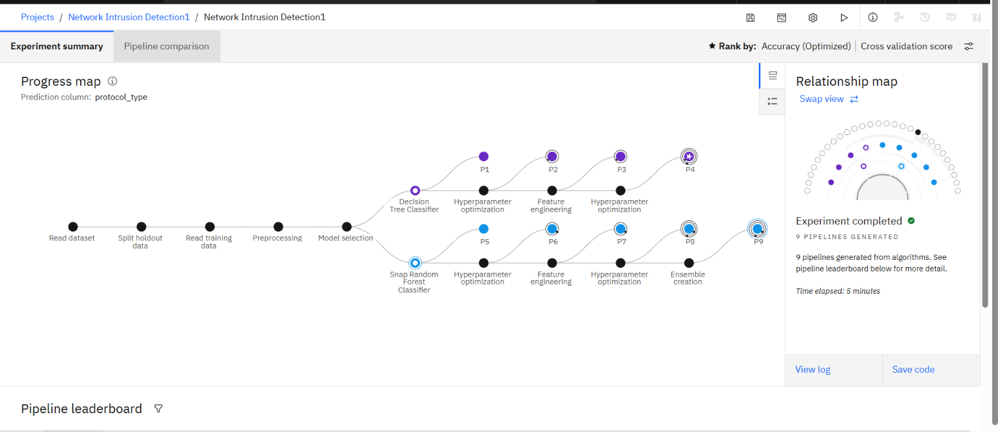 Projects / Network Intrusion Detection1 / Network Intrusion Detection1
Experiment summary
Pipeline comparison
Rank by: Accuracy (Optimized) | Cross validation score
Progress map
Prediction column: protocol_type
P1
P2
P3
P4
Decision
Tree Classifier
Hyperparameter
optimization
Feature
engineering
Hyperparameter
optimization
Read dataset
Split holdout
data
Read training
data
Preprocessing
Model selection
P5
P6
P7
P8
P9
Snap Random
Forest
Classifier
Hyperparameter
optimization
Feature
engineering
Hyperparameter
optimization
Ensemble
creation
Relationship map
Swap view
Experiment completed
9 PIPELINES GENERATED
9 pipelines generated from algorithms. See
pipeline leaderboard below for more detail.
Time elapsed: 5 minutes
View log
Save code
Pipeline leaderboard